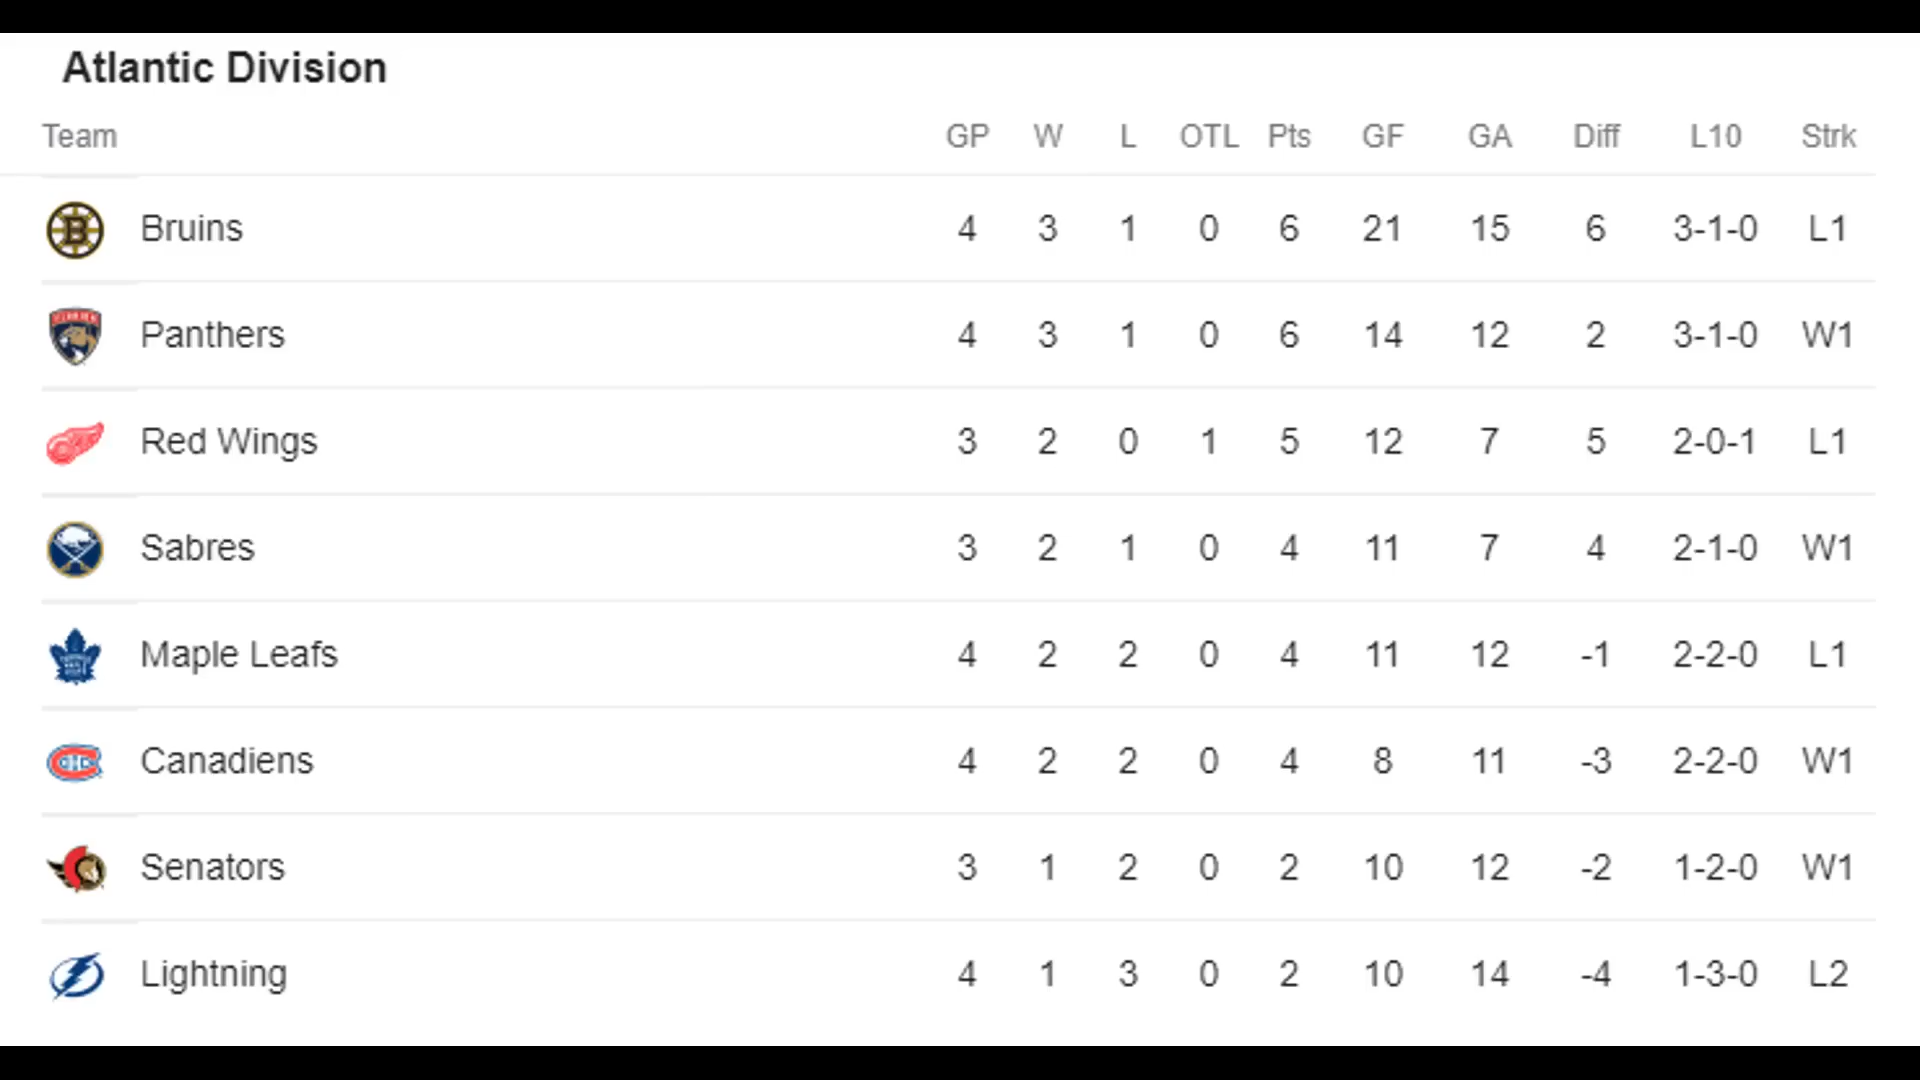 Atlantic Division
Team GP W L OTL Pts GF GA Diff L10 Strk
Bruins 4 3 1 0 6 21 15 6 3-1-0 L1
Panthers 4 3 1 0 6 14 12 2 3-1-0 W1
Red Wings 3 2 0 1 5 12 7 5 2-0-1 L1
Sabres 3 2 1 0 4 11 7 4 2-1-0 W1
Maple Leafs 4 2 2 0 4 11 12 -1 2-2-0 L1
Canadiens 4 2 2 0 4 8 11 -3 2-2-0 W1
Senators 3 1 2 0 2 10 12 -2 1-2-0 W1
Lightning 4 1 3 0 2 10 14 -4 1-3-0 L2